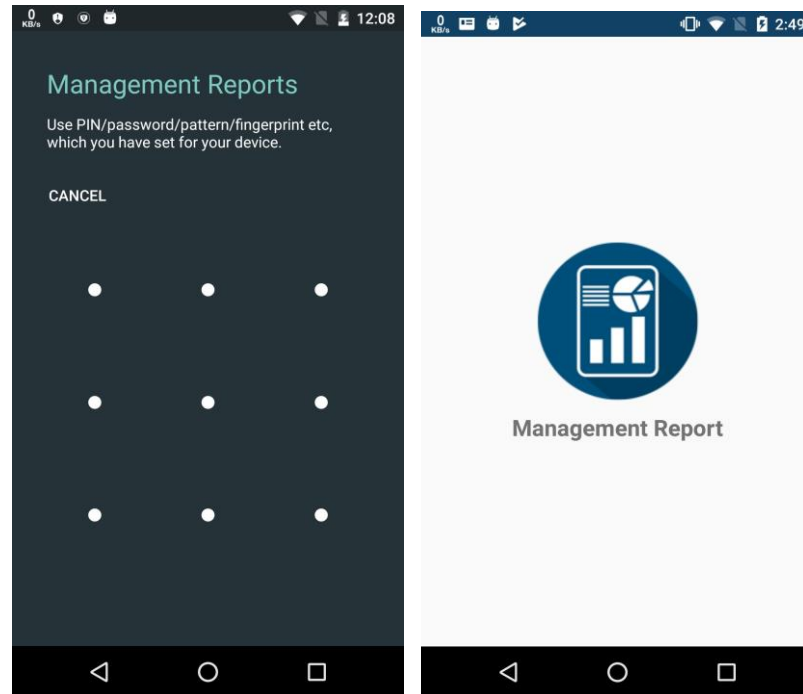 0
KB/s
12:08
Management Reports
Use PIN/password/pattern/fingerprint etc,
which you have set for your device.
CANCEL
0
KB/s
2:49
Management Report